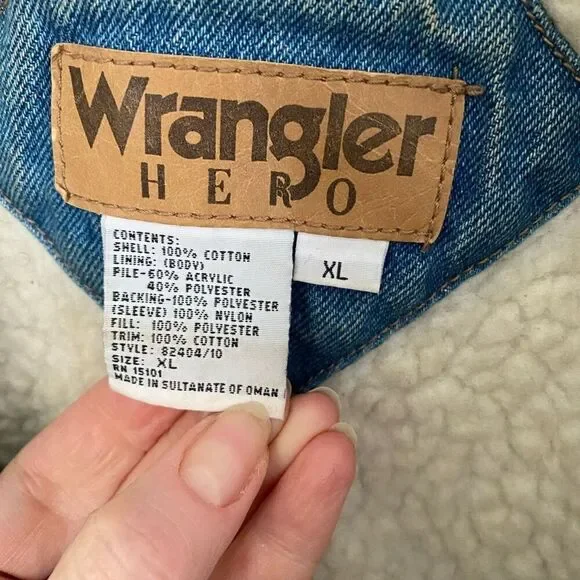 Wrangler
HERO
XL
CONTENTS:
SHELL: 100% COTTON
LINING: (BODY)
PILE-60% ACRYLIC
40% POLYESTER
BACKING-100% POLYESTER
(SLEEVE) 100% NYLON
FILL: 100% POLYESTER
TRIM: 100% COTTON
STYLE: 82404/10
SIZE: XL
RN 15101
MADE IN SULTANATE OF OMAN